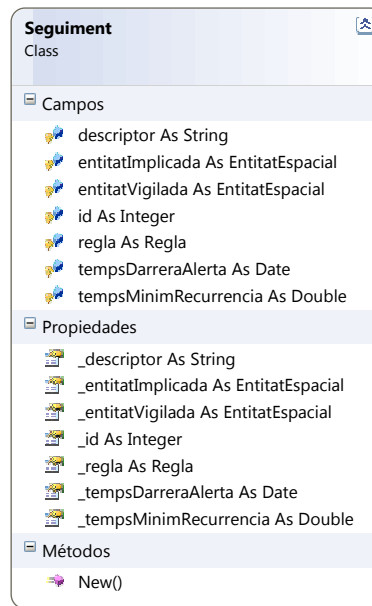 Seguiment
Class
Campos
descriptor As String
entitatImplicada As EntitatEspacial
entitatVigilada As EntitatEspacial
id As Integer
regla As Regla
tempsDarreraAlerta As Date
tempsMinimRecurrencia As Double
Propiedades
_descriptor As String
_entitatImplicada As EntitatEspacial
_entitatVigilada As EntitatEspacial
_id As Integer
_regla As Regla
_tempsDarreraAlerta As Date
_tempsMinimRecurrencia As Double
Métodos
New()